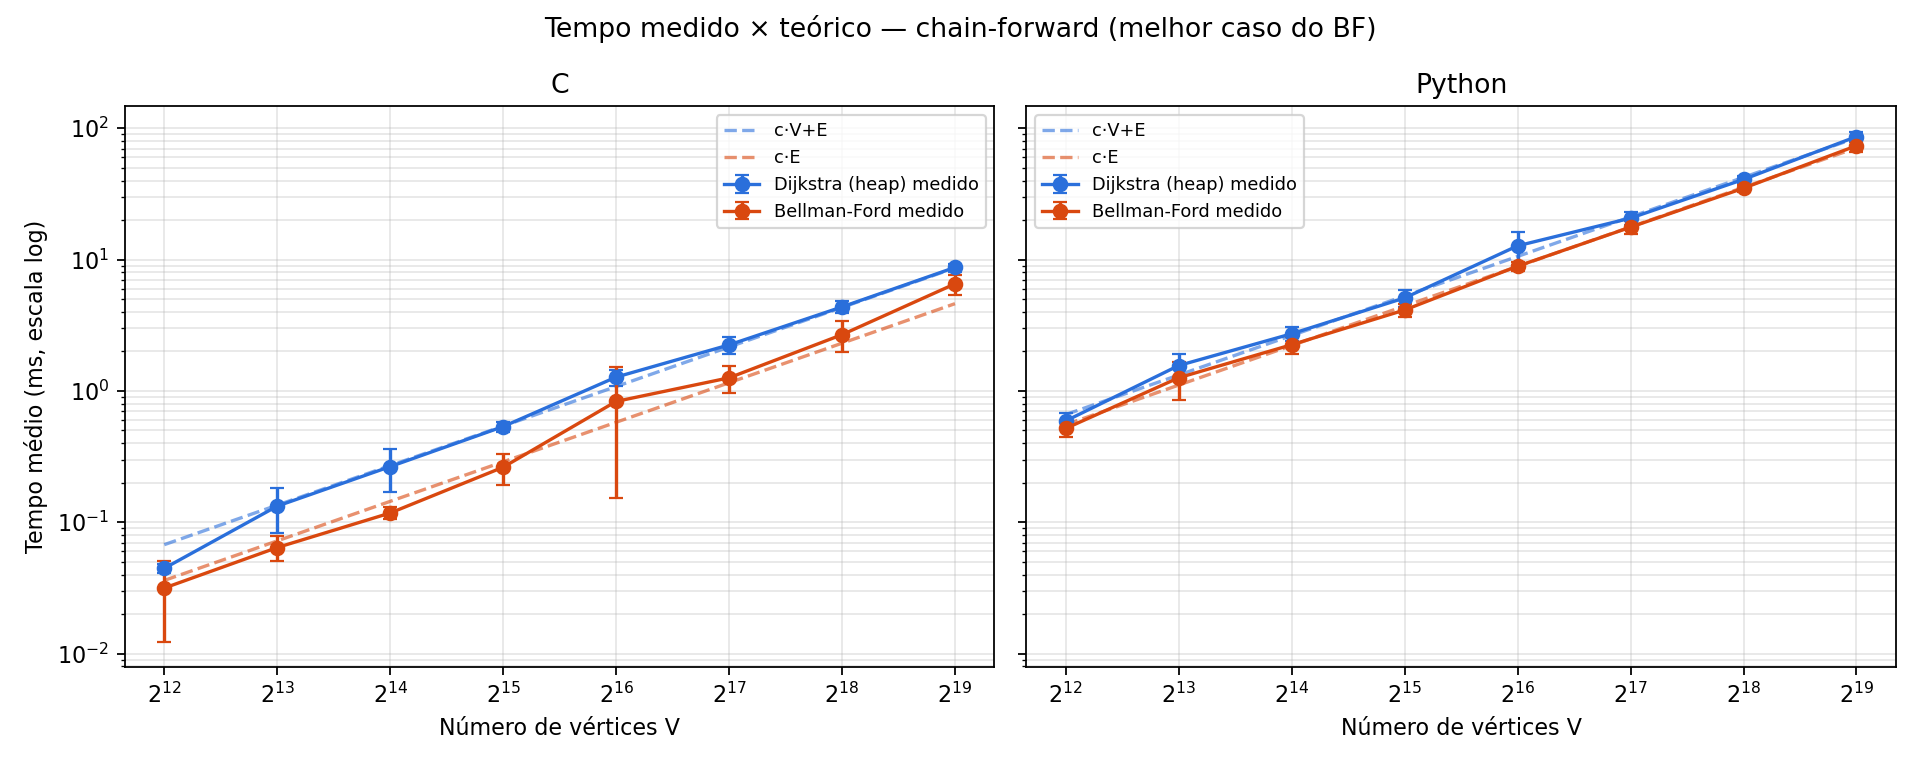 Tempo medido × teórico — chain-forward (melhor caso do BF)
C
Tempo médio (ms, escala log)
10²
10¹
10⁰
10⁻¹
10⁻²
c·V+E
c·E
Dijkstra (heap) medido
Bellman-Ford medido
2¹² 2¹³ 2¹⁴ 2¹⁵ 2¹⁶ 2¹⁷ 2¹⁸ 2¹⁹
Número de vértices V
Python
c·V+E
c·E
Dijkstra (heap) medido
Bellman-Ford medido
2¹² 2¹³ 2¹⁴ 2¹⁵ 2¹⁶ 2¹⁷ 2¹⁸ 2¹⁹
Número de vértices V